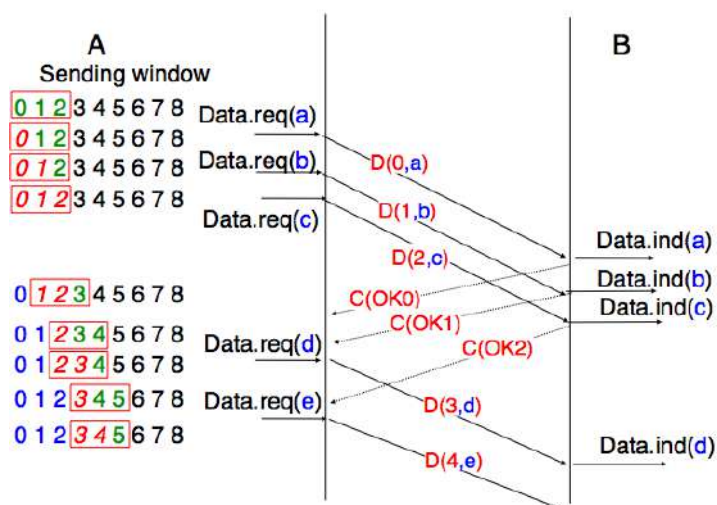 A
B
Sending window
0 1 2 3 4 5 6 7 8
Data.req(a)
0 1 2 3 4 5 6 7 8
Data.req(b)
D(0,a)
0 1 2 3 4 5 6 7 8
0 1 2 3 4 5 6 7 8
Data.req(c)
D(1,b)
D(2,c)
Data.ind(a)
Data.ind(b)
Data.ind(c)
0 1 2 3 4 5 6 7 8
C(OK0)
C(OK1)
0 1 2 3 4 5 6 7 8
Data.req(d)
C(OK2)
0 1 2 3 4 5 6 7 8
0 1 2 3 4 5 6 7 8
Data.req(e)
D(3,d)
0 1 2 3 4 5 6 7 8
D(4,e)
Data.ind(d)